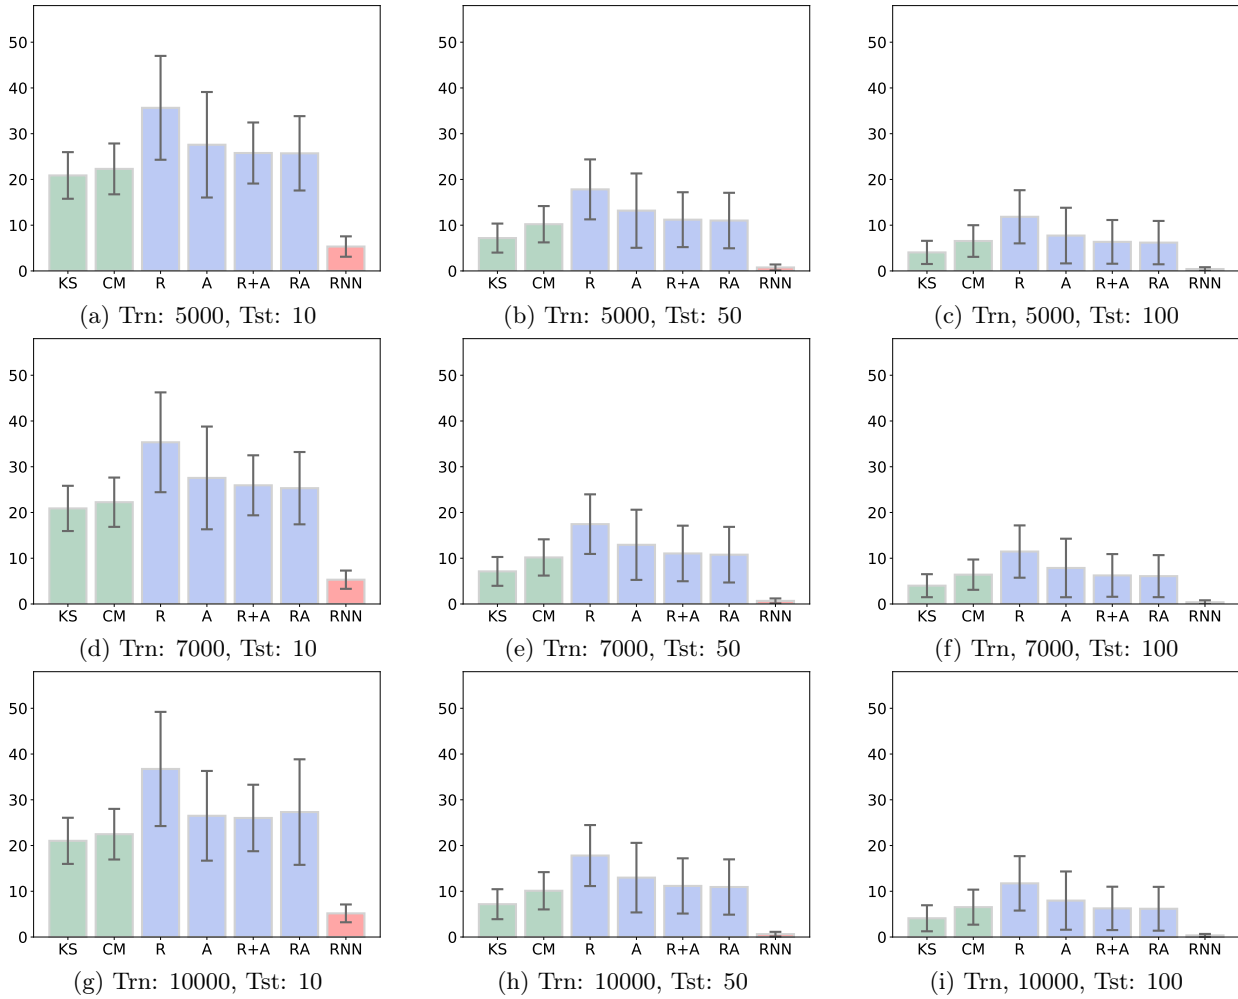 50 50 50
40 40 40
30 30 30
20 20 20
10 10 10
0 0 0
KS CM R A R+A RA RNN KS CM R A R+A RA RNN KS CM R A R+A RA RNN
(a) Trn: 5000, Tst: 10 (b) Trn: 5000, Tst: 50 (c) Trn, 5000, Tst: 100
50 50 50
40 40 40
30 30 30
20 20 20
10 10 10
0 0 0
KS CM R A R+A RA RNN KS CM R A R+A RA RNN KS CM R A R+A RA RNN
(d) Trn: 7000, Tst: 10 (e) Trn: 7000, Tst: 50 (f) Trn, 7000, Tst: 100
50 50 50
40 40 40
30 30 30
20 20 20
10 10 10
0 0 0
KS CM R A R+A RA RNN KS CM R A R+A RA RNN KS CM R A R+A RA RNN
(g) Trn: 10000, Tst: 10 (h) Trn: 10000, Tst: 50 (i) Trn, 10000, Tst: 100